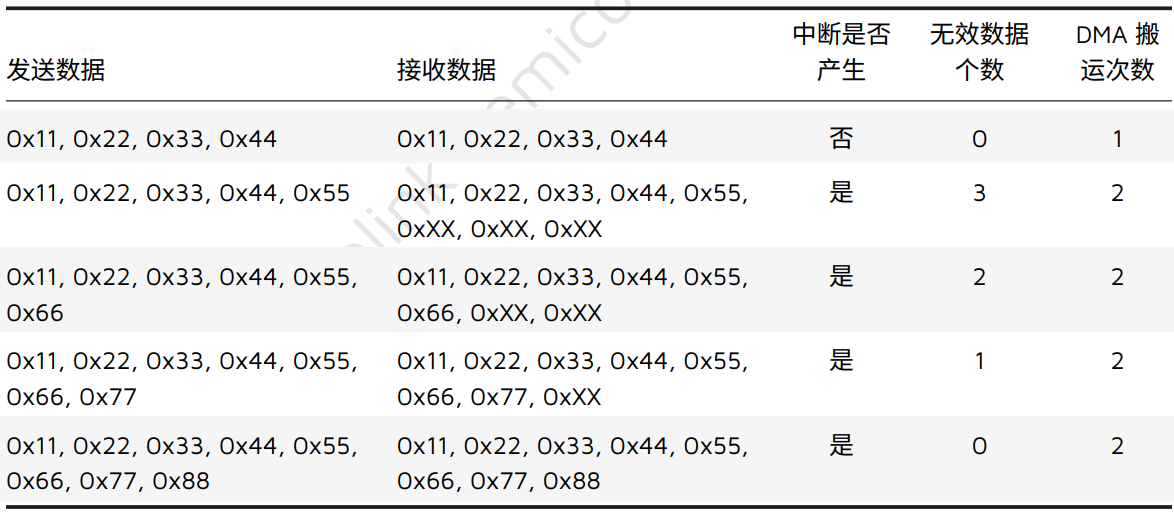 发送数据 接收数据 中断是否产生 无效数据个数 DMA 搬运次数
0x11, 0x22, 0x33, 0x44 0x11, 0x22, 0x33, 0x44 否 0 1
0x11, 0x22, 0x33, 0x44, 0x55 0x11, 0x22, 0x33, 0x44, 0x55, 是 3 2
0xXX, 0xXX, 0xXX
0x11, 0x22, 0x33, 0x44, 0x55, 0x11, 0x22, 0x33, 0x44, 0x55, 是 2 2
0x66 0x66, 0xXX, 0xXX
0x11, 0x22, 0x33, 0x44, 0x55, 0x11, 0x22, 0x33, 0x44, 0x55, 是 1 2
0x66, 0x77 0x66, 0x77, 0xXX
0x11, 0x22, 0x33, 0x44, 0x55, 0x11, 0x22, 0x33, 0x44, 0x55, 是 0 2
0x66, 0x77, 0x88 0x66, 0x77, 0x88